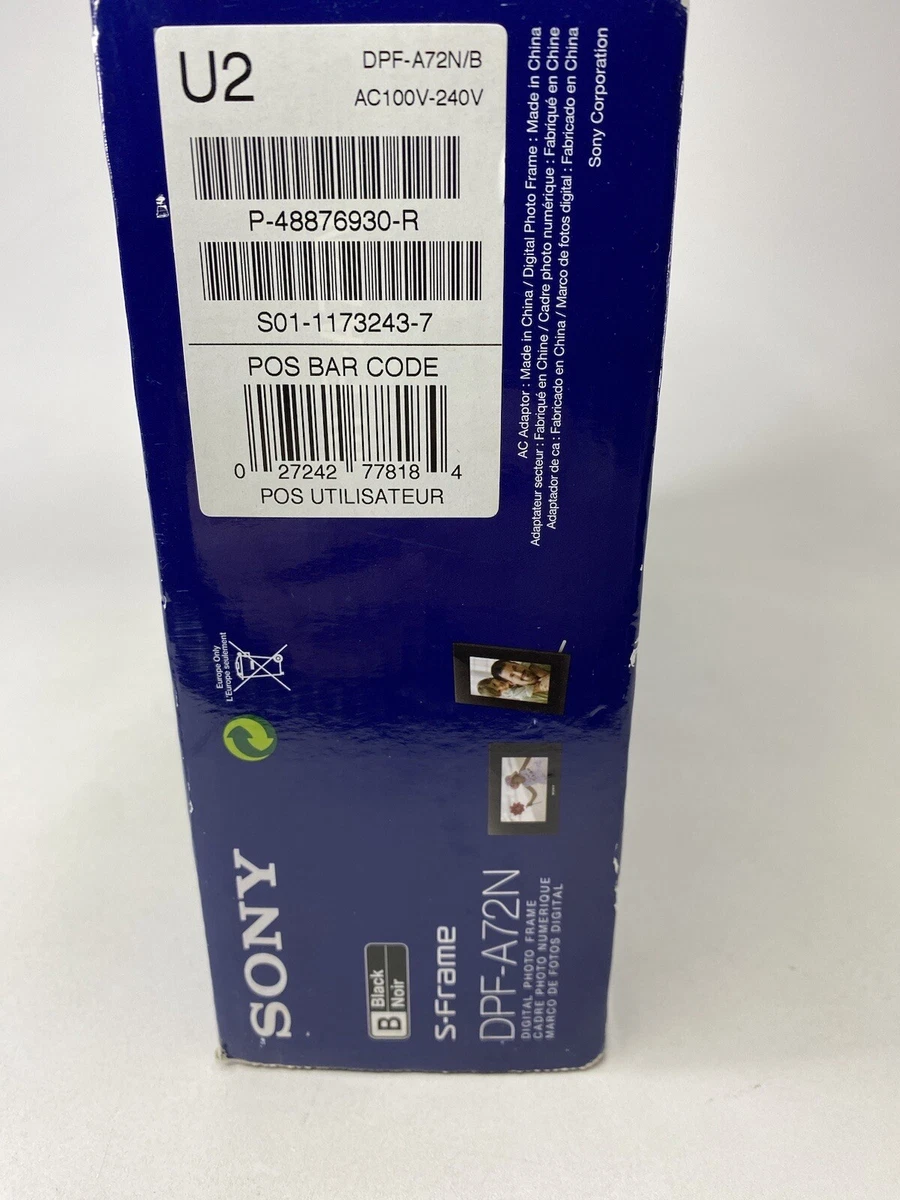 U2
DPF-A72N/B
AC100V-240V
P-48876930-R
S01-1173243-7
POS BAR CODE
0 27242 77818 4
POS UTILISATEUR
AC Adaptor : Made in China / Digital Photo Frame : Made in China
Adaptateur secteur : Fabriqué en Chine / Cadre photo numérique : Fabriqué en Chine
Adaptador de ca : Fabricado en China / Marco de fotos digital : Fabricado en China
Sony Corporation
Europe Only
L'Europe seulement
SONY
B Black
Noir
S-Frame
DPF-A72N
DIGITAL PHOTO FRAME
CADRE PHOTO NUMERIQUE
MARCO DE FOTOS DIGITAL